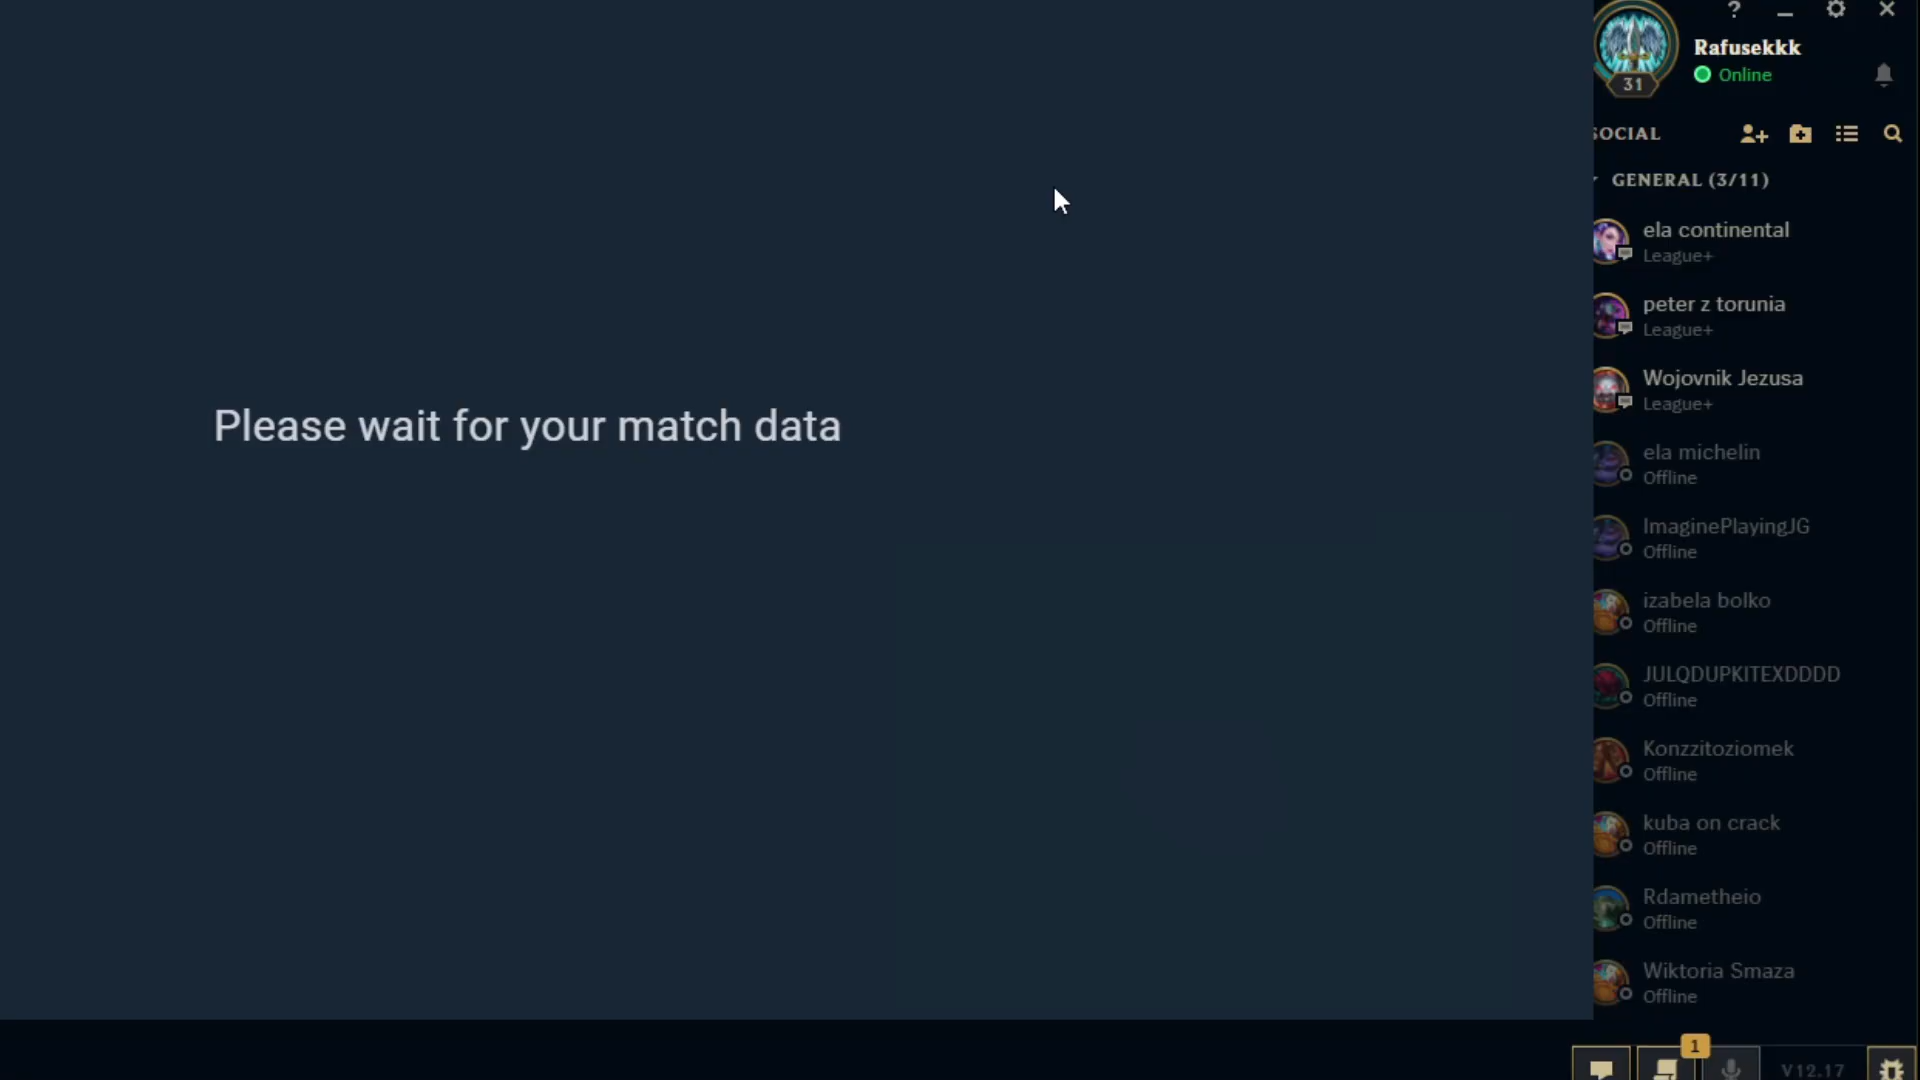 ?
Rafusekkk
Online
31
SOCIAL
GENERAL (3/11)
ela continental
League+
peter z torunia
League+
Please wait for your match data
Wojovnik Jezusa
League+
ela michelin
Offline
ImaginePlayingJG
Offline
izabela bolko
Offline
JULQDUPKITEXDDDD
Offline
Konzzitoziomek
Offline
kuba on crack
Offline
Rdametheio
Offline
Wiktoria Smaza
Offline
1
V12.17